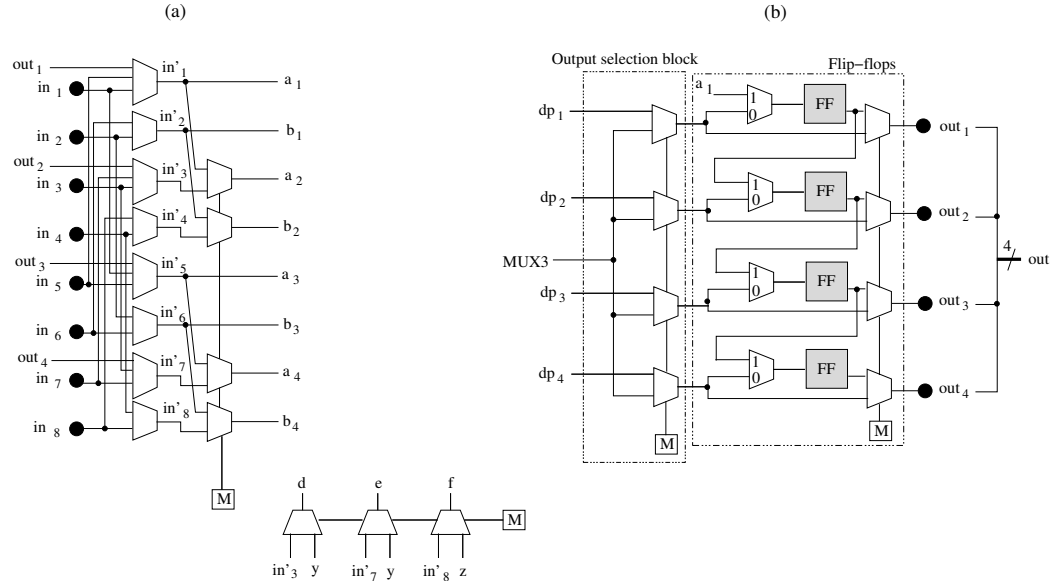 (a)
out 1
in 1
in 2
out 2
in 3
in 4
out 3
in 5
in 6
out 4
in 7
in 8
in' 1
in' 2
in' 3
in' 4
in' 5
in' 6
in' 7
in' 8
a 1
b 1
a 2
b 2
a 3
b 3
a 4
b 4
M
d e f
M
in' 3 y in' 7 y in' 8 z
(b)
Output selection block
Flip-flops
dp 1
dp 2
MUX3
dp 3
dp 4
M
a 1
1
0
FF
1
0
FF
1
0
FF
1
0
FF
M
out 1
out 2
4
out
out 3
out 4